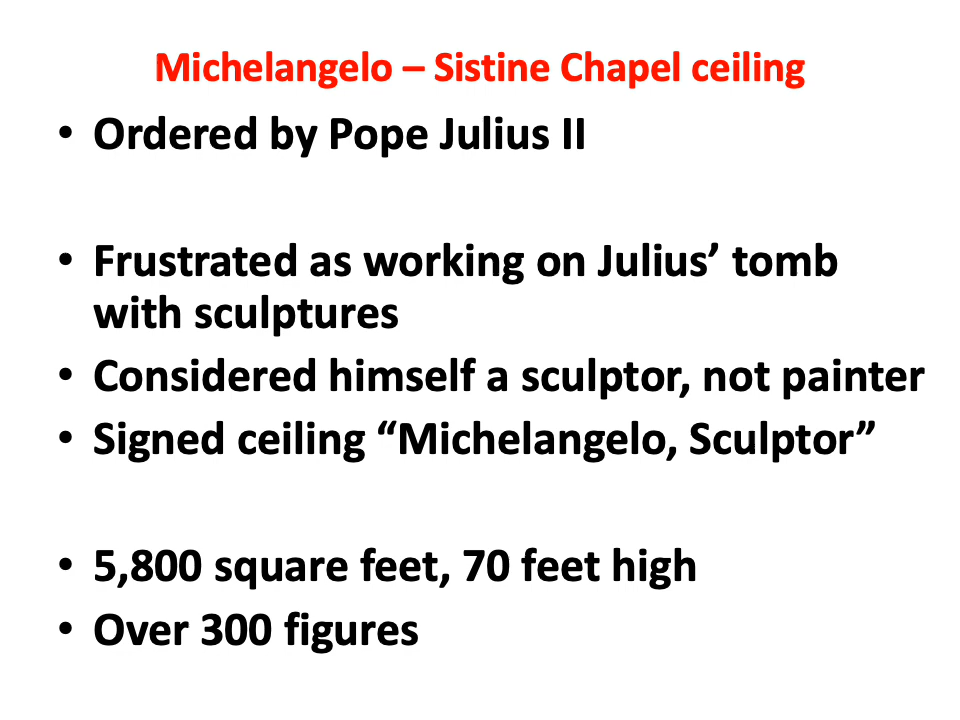 Michelangelo – Sistine Chapel ceiling
• Ordered by Pope Julius II
• Frustrated as working on Julius’ tomb
with sculptures
• Considered himself a sculptor, not painter
• Signed ceiling “Michelangelo, Sculptor”
• 5,800 square feet, 70 feet high
• Over 300 figures